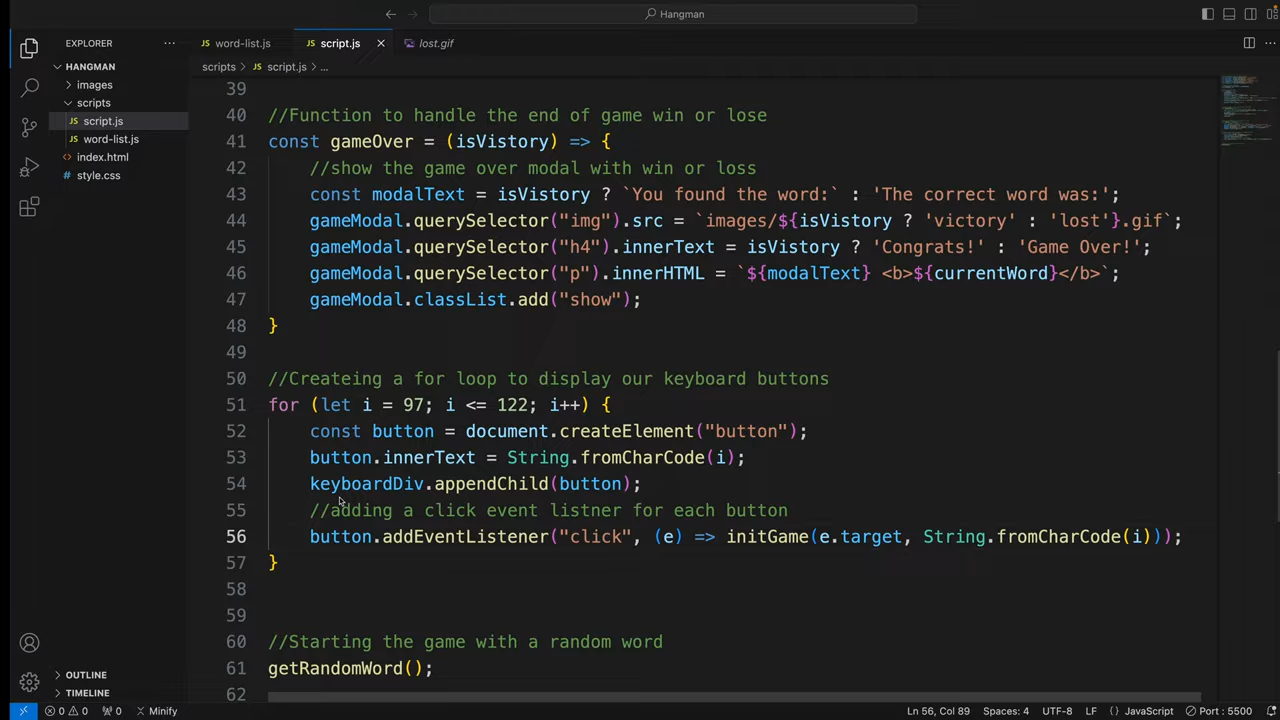 Hangman
EXPLORER
word-list.js
script.js
lost.gif
HANGMAN
images
scripts
script.js
word-list.js
index.html
style.css
OUTLINE
TIMELINE
scripts > script.js > ...
39
40 //Function to handle the end of game win or lose
41 const gameOver = (isVistory) => {
42 //show the game over modal with win or loss
43 const modalText = isVistory ? `You found the word:` : 'The correct word was:';
44 gameModal.querySelector("img").src = `images/${isVistory ? 'victory' : 'lost'}.gif`;
45 gameModal.querySelector("h4").innerText = isVistory ? 'Congrats!' : 'Game Over!';
46 gameModal.querySelector("p").innerHTML = `${modalText} <b>${currentWord}</b>`;
47 gameModal.classList.add("show");
48 }
49
50 //Createing a for loop to display our keyboard buttons
51 for (let i = 97; i <= 122; i++) {
52 const button = document.createElement("button");
53 button.innerText = String.fromCharCode(i);
54 keyboardDiv.appendChild(button);
55 //adding a click event listner for each button
56 button.addEventListener("click", (e) => initGame(e.target, String.fromCharCode(i)));
57 }
58
59
60 //Starting the game with a random word
61 getRandomWord();
62
0 0 0 Minify Ln 56, Col 89 Spaces: 4 UTF-8 LF {} JavaScript Port : 5500